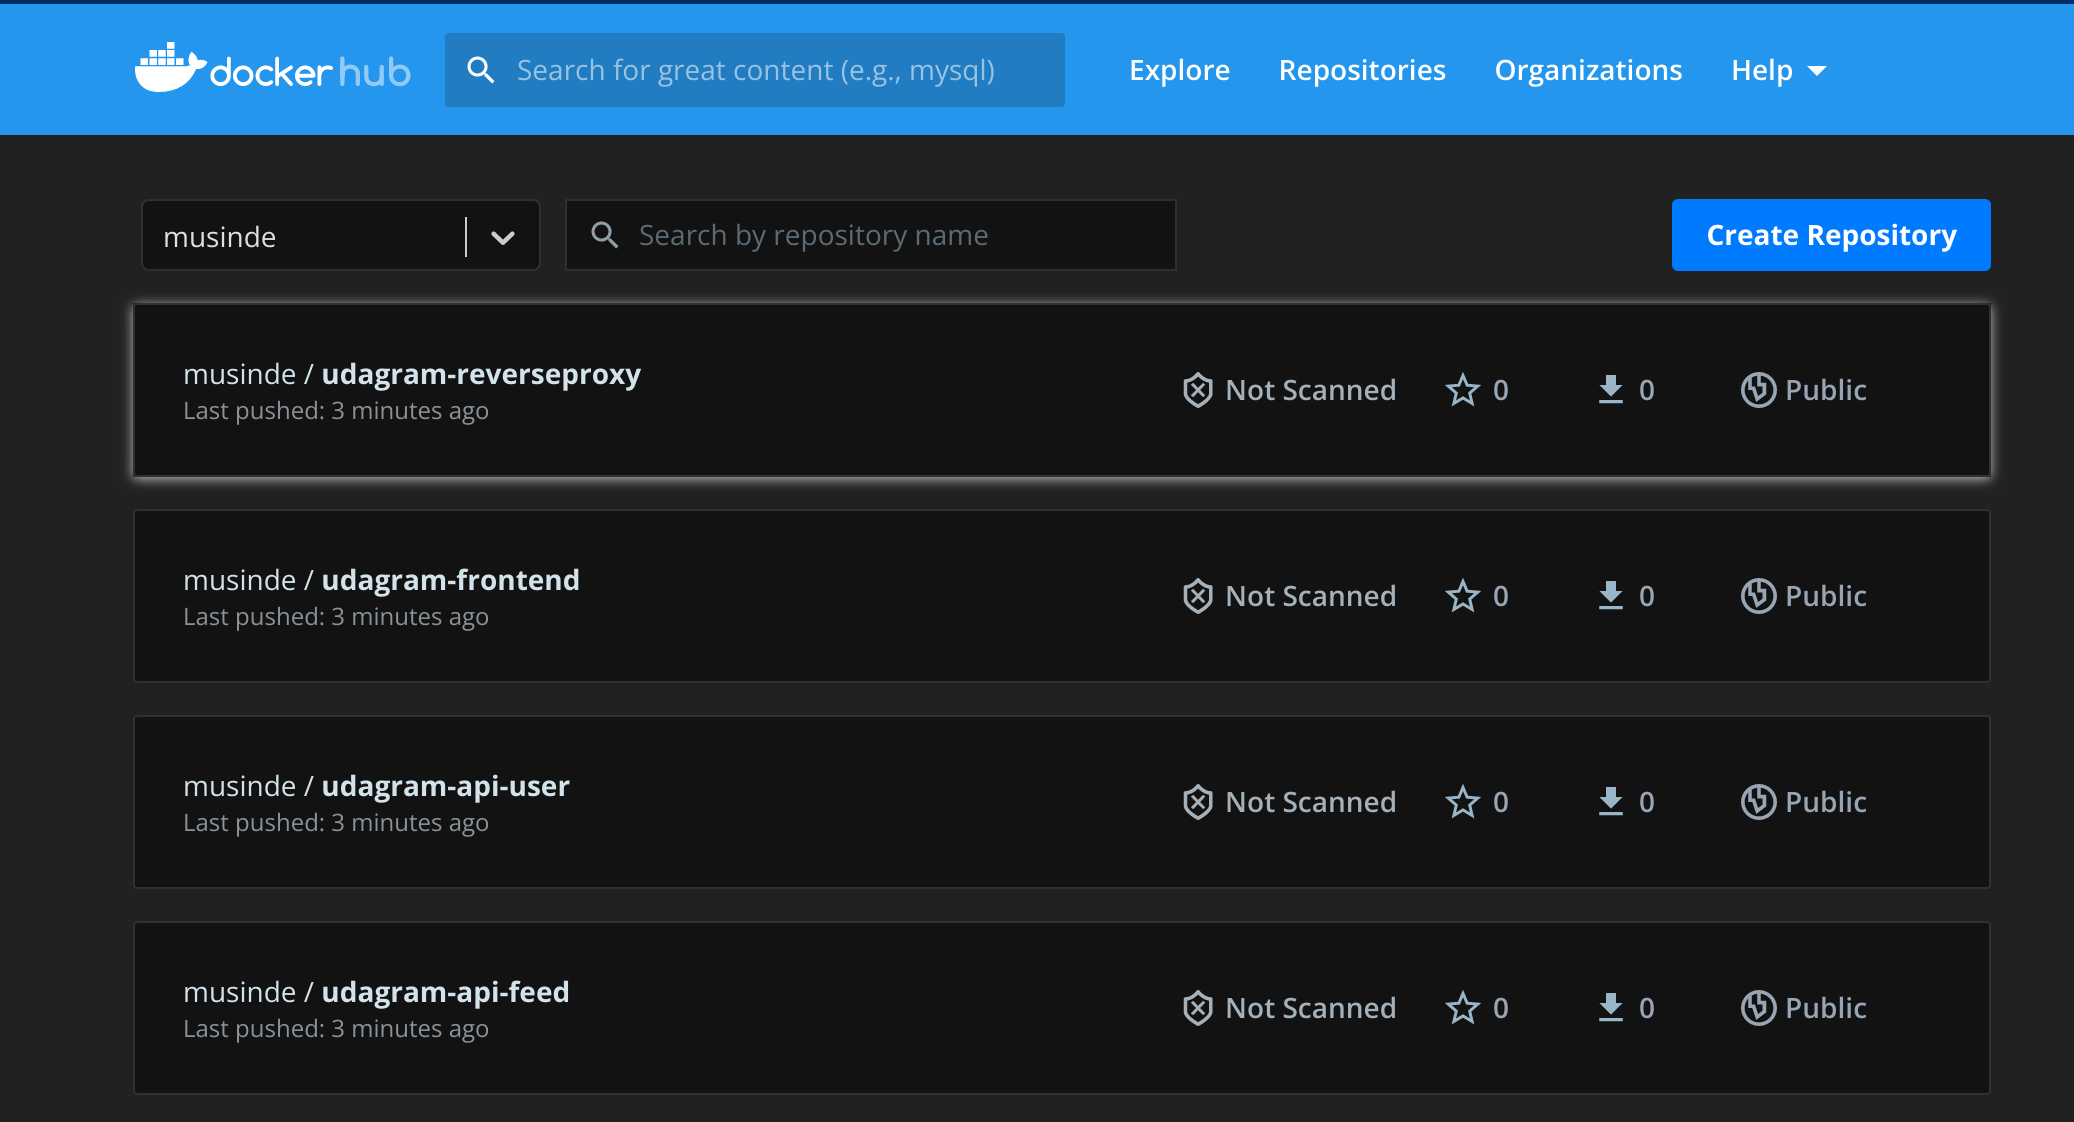 docker hub
Search for great content (e.g., mysql)
Explore
Repositories
Organizations
Help
musinde
Search by repository name
Create Repository
musinde / udagram-reverseproxy
Last pushed: 3 minutes ago
Not Scanned
0
0
Public
musinde / udagram-frontend
Last pushed: 3 minutes ago
Not Scanned
0
0
Public
musinde / udagram-api-user
Last pushed: 3 minutes ago
Not Scanned
0
0
Public
musinde / udagram-api-feed
Last pushed: 3 minutes ago
Not Scanned
0
0
Public